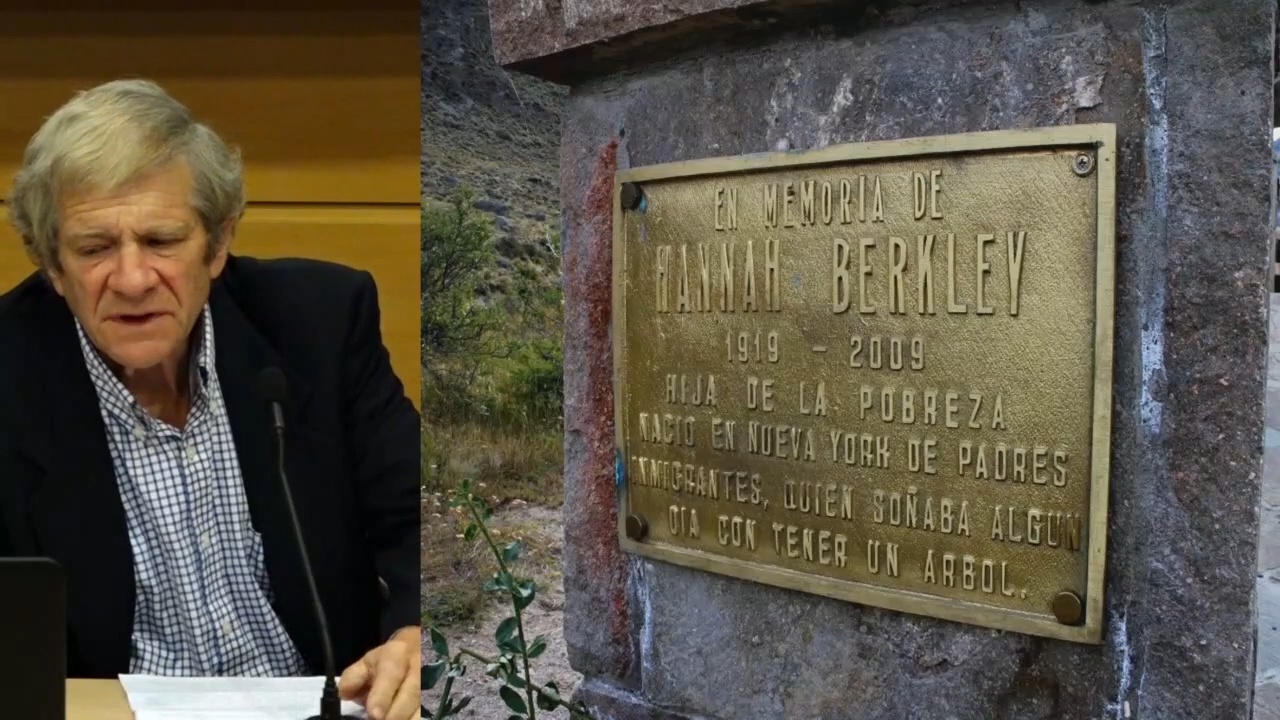 EN MEMORIA DE
HANNAH BERKLEY
1919 - 2009
HIJA DE LA POBREZA
NACIO EN NUEVA YORK DE PADRES
INMIGRANTES, QUIEN SOÑABA ALGUN
DIA CON TENER UN ARBOL.